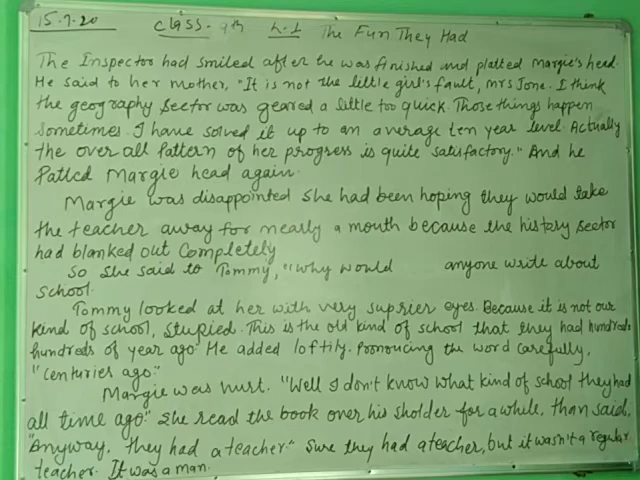 15.7.20 Class-9th L-1 The Fun They Had
The Inspector had smiled after he was finished and platted Margie's head.
He said to her mother, "It is not the little girl's fault, mrs Jone. I think
the geography sector was geared a little too quick. Those things happen
sometimes. I have solved it up to an average ten year level. Actually
the over all pattern of her progress is quite satisfactory." And he
Patled Margie head again.
Margie was disappointed she had been hoping they would take
the teacher away for nearly a mouth because the history sector
had blanked out completely
So she said to Tommy, "why would anyone write about
School.
Tommy looked at her with very suprier eyes. Because it is not our
kind of school, stupied. This is the old kind of school that they had hundreds
hundreds of year ago. He added loftily. Pronoucing the word carefully,
"Centuries ago."
Margie was hurt. "Well I don't know what kind of school they had
all time ago." She read the book over his sholder for a while, than said,
"Anyway, they had a teacher." Sure they had a teacher, but it wasn't a regular
teacher. It was a man.